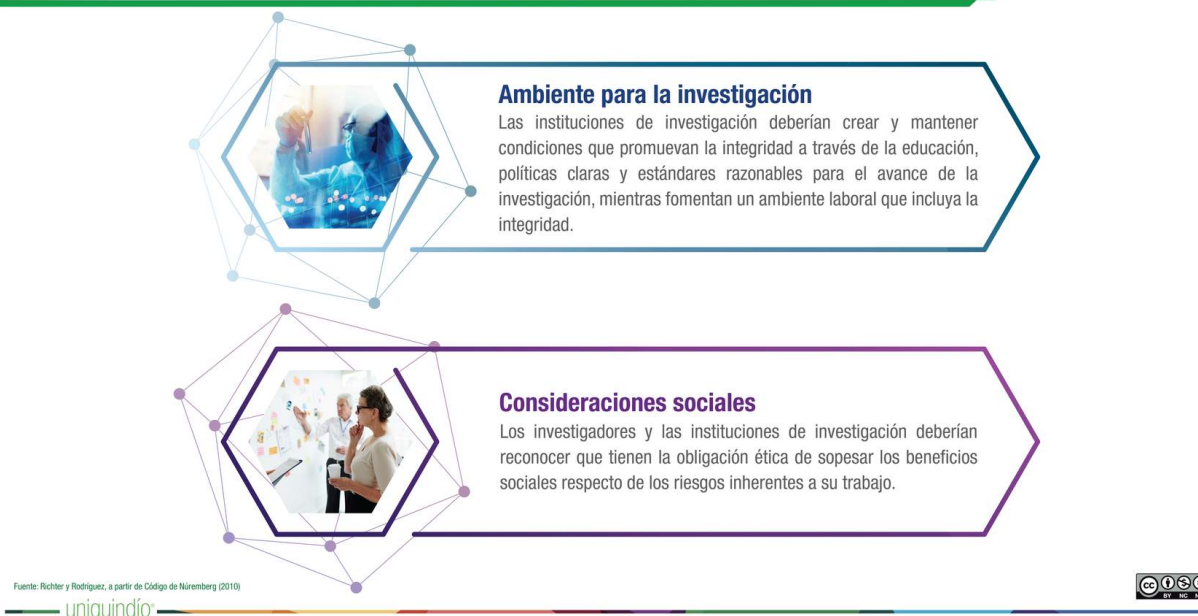 Ambiente para la investigación
Las instituciones de investigación deberían crear y mantener
condiciones que promuevan la integridad a través de la educación,
políticas claras y estándares razonables para el avance de la
investigación, mientras fomentan un ambiente laboral que incluya la
integridad.
Consideraciones sociales
Los investigadores y las instituciones de investigación deberían
reconocer que tienen la obligación ética de sopesar los beneficios
sociales respecto de los riesgos inherentes a su trabajo.
Fuente: Richter y Rodríguez, a partir de Código de Núremberg (2010)
uniquindío
cc
BY NC